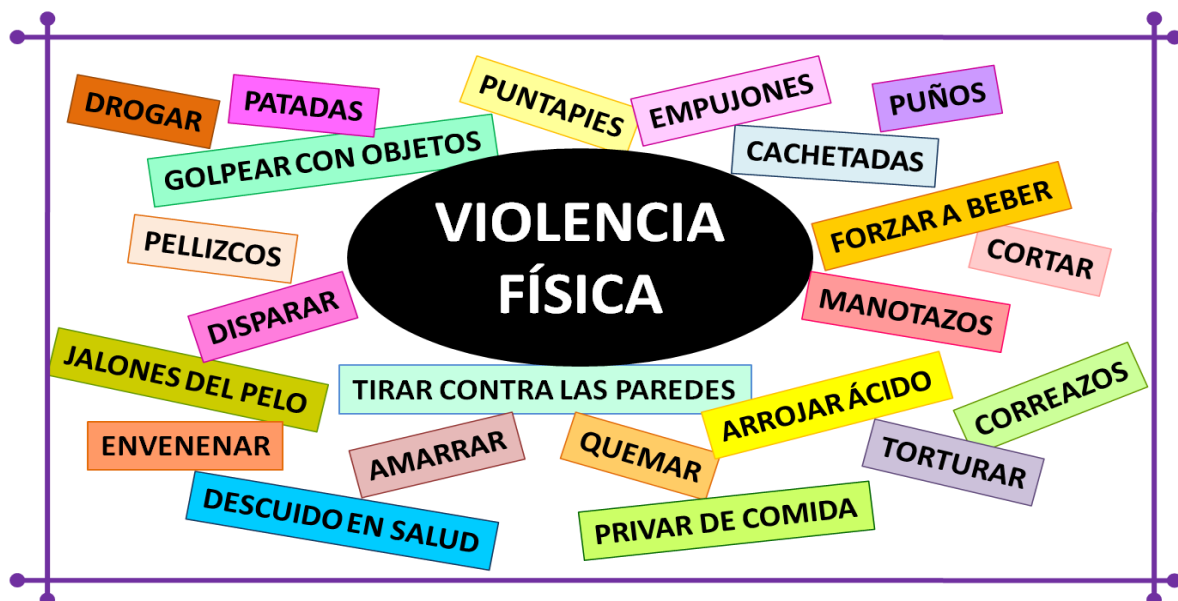 DROGAR
PATADAS
PUNTAPIES
EMPUJONES
PUÑOS
GOLPEAR CON OBJETOS
CACHETADAS
VIOLENCIA
FÍSICA
FORZAR A BEBER
PELLIZCOS
CORTAR
DISPARAR
MANOTAZOS
JALONES DEL PELO
TIRAR CONTRA LAS PAREDES
ARROJAR ÁCIDO
CORREAZOS
ENVENENAR
AMARRAR
QUEMAR
TORTURAR
DESCUIDO EN SALUD
PRIVAR DE COMIDA